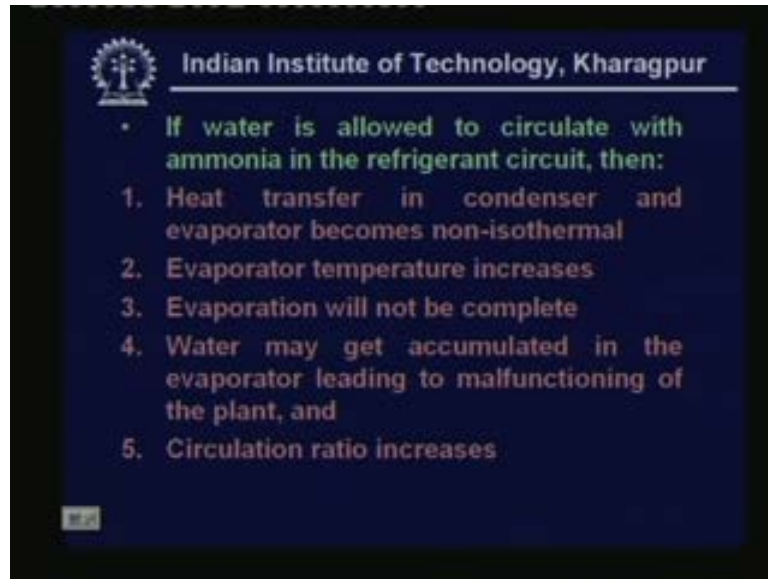 Indian Institute of Technology, Kharagpur
• If water is allowed to circulate with
ammonia in the refrigerant circuit, then:
1. Heat transfer in condenser and
evaporator becomes non-isothermal
2. Evaporator temperature increases
3. Evaporation will not be complete
4. Water may get accumulated in the
evaporator leading to malfunctioning of
the plant, and
5. Circulation ratio increases